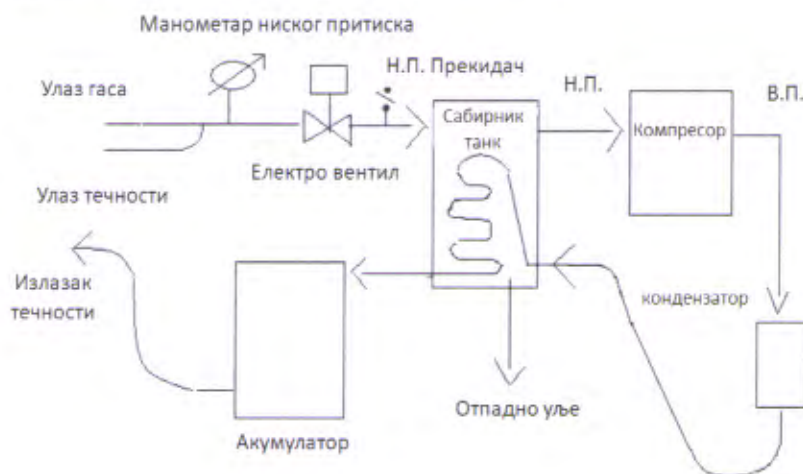 Манометар ниског притиска
Улаз гаса
Н.П. Прекидач
Н.П.
В.П.
Сабирник
танк
Компресор
Електро вентил
Улаз течности
Излазак
течности
кондензатор
Отпадно уље
Акумулатор